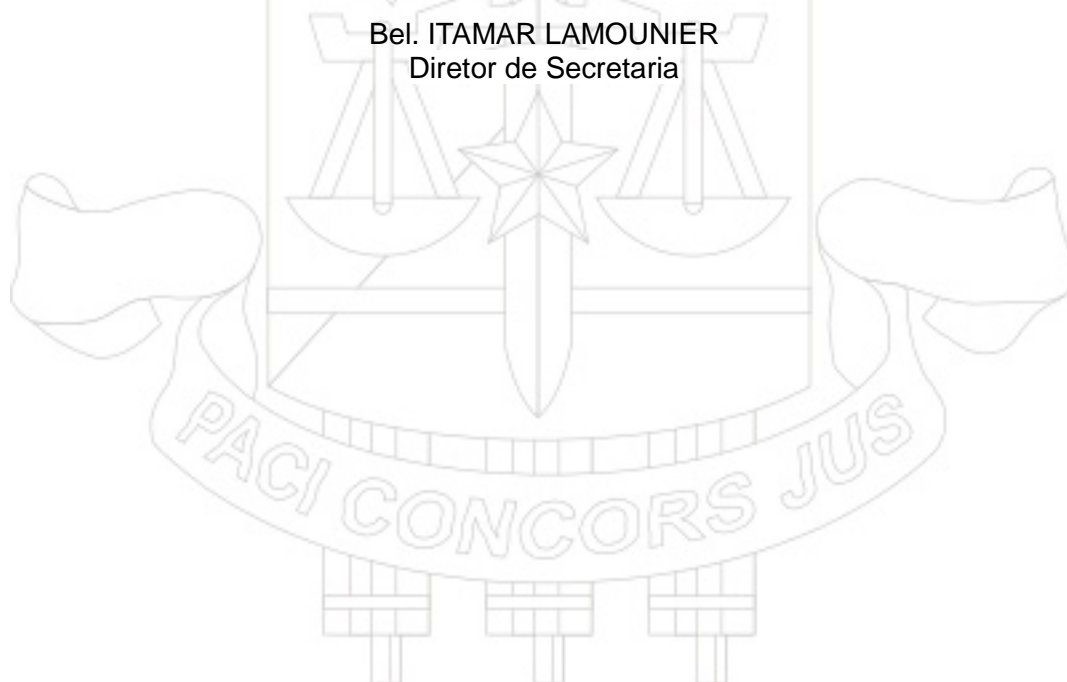 Bel. ITAMAR LAMOUNIER
Diretor de Secretaria
PACI CONCORS JUS